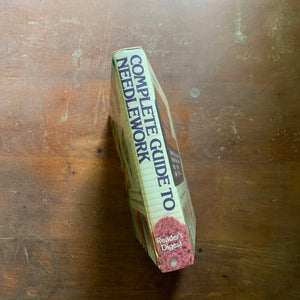 COMPLETE GUIDE TO
NEEDLEWORK
Reader's
Digest